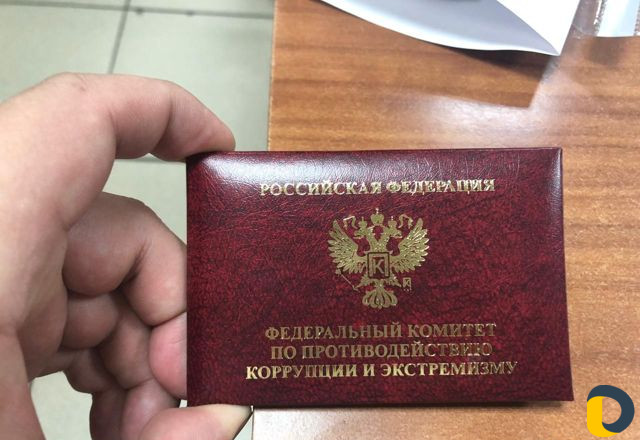 РОССИЙСКАЯ ФЕДЕРАЦИЯ
К
ФЕДЕРАЛЬНЫЙ КОМИТЕТ
ПО ПРОТИВОДЕЙСТВИЮ
КОРРУПЦИИ И ЭКСТРЕМИЗМУ